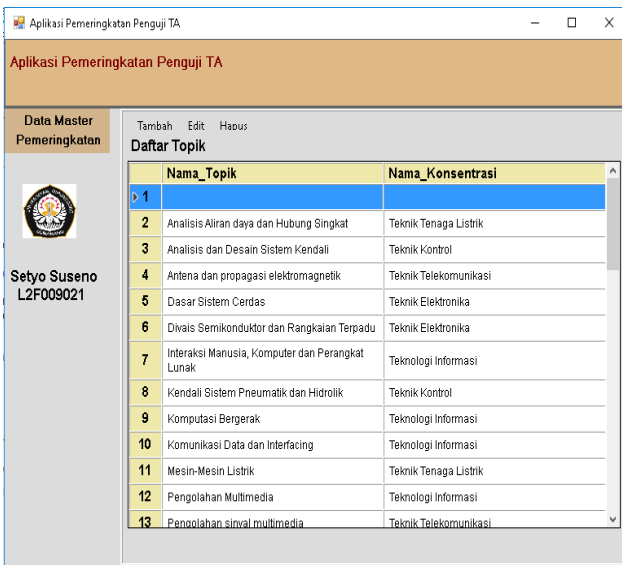 Aplikasi Pemeringkatan Penguji TA
Aplikasi Pemeringkatan Penguji TA
Data Master
Pemeringkatan
Setyo Suseno
L2F009021
Tambah Edit Hapus
Daftar Topik
Nama_Topik Nama_Konsentrasi
1
2 Analisis Aliran daya dan Hubung Singkat Teknik Tenaga Listrik
3 Analisis dan Desain Sistem Kendali Teknik Kontrol
4 Antena dan propagasi elektromagnetik Teknik Telekomunikasi
5 Dasar Sistem Cerdas Teknik Elektronika
6 Divais Semikonduktor dan Rangkaian Terpadu Teknik Elektronika
7 Interaksi Manusia, Komputer dan Perangkat
Lunak Teknologi Informasi
8 Kendali Sistem Pneumatik dan Hidrolik Teknik Kontrol
9 Komputasi Bergerak Teknologi Informasi
10 Komunikasi Data dan Interfacing Teknologi Informasi
11 Mesin-Mesin Listrik Teknik Tenaga Listrik
12 Pengolahan Multimedia Teknologi Informasi
13 Pengolahan sinyal multimedia Teknik Telekomunikasi